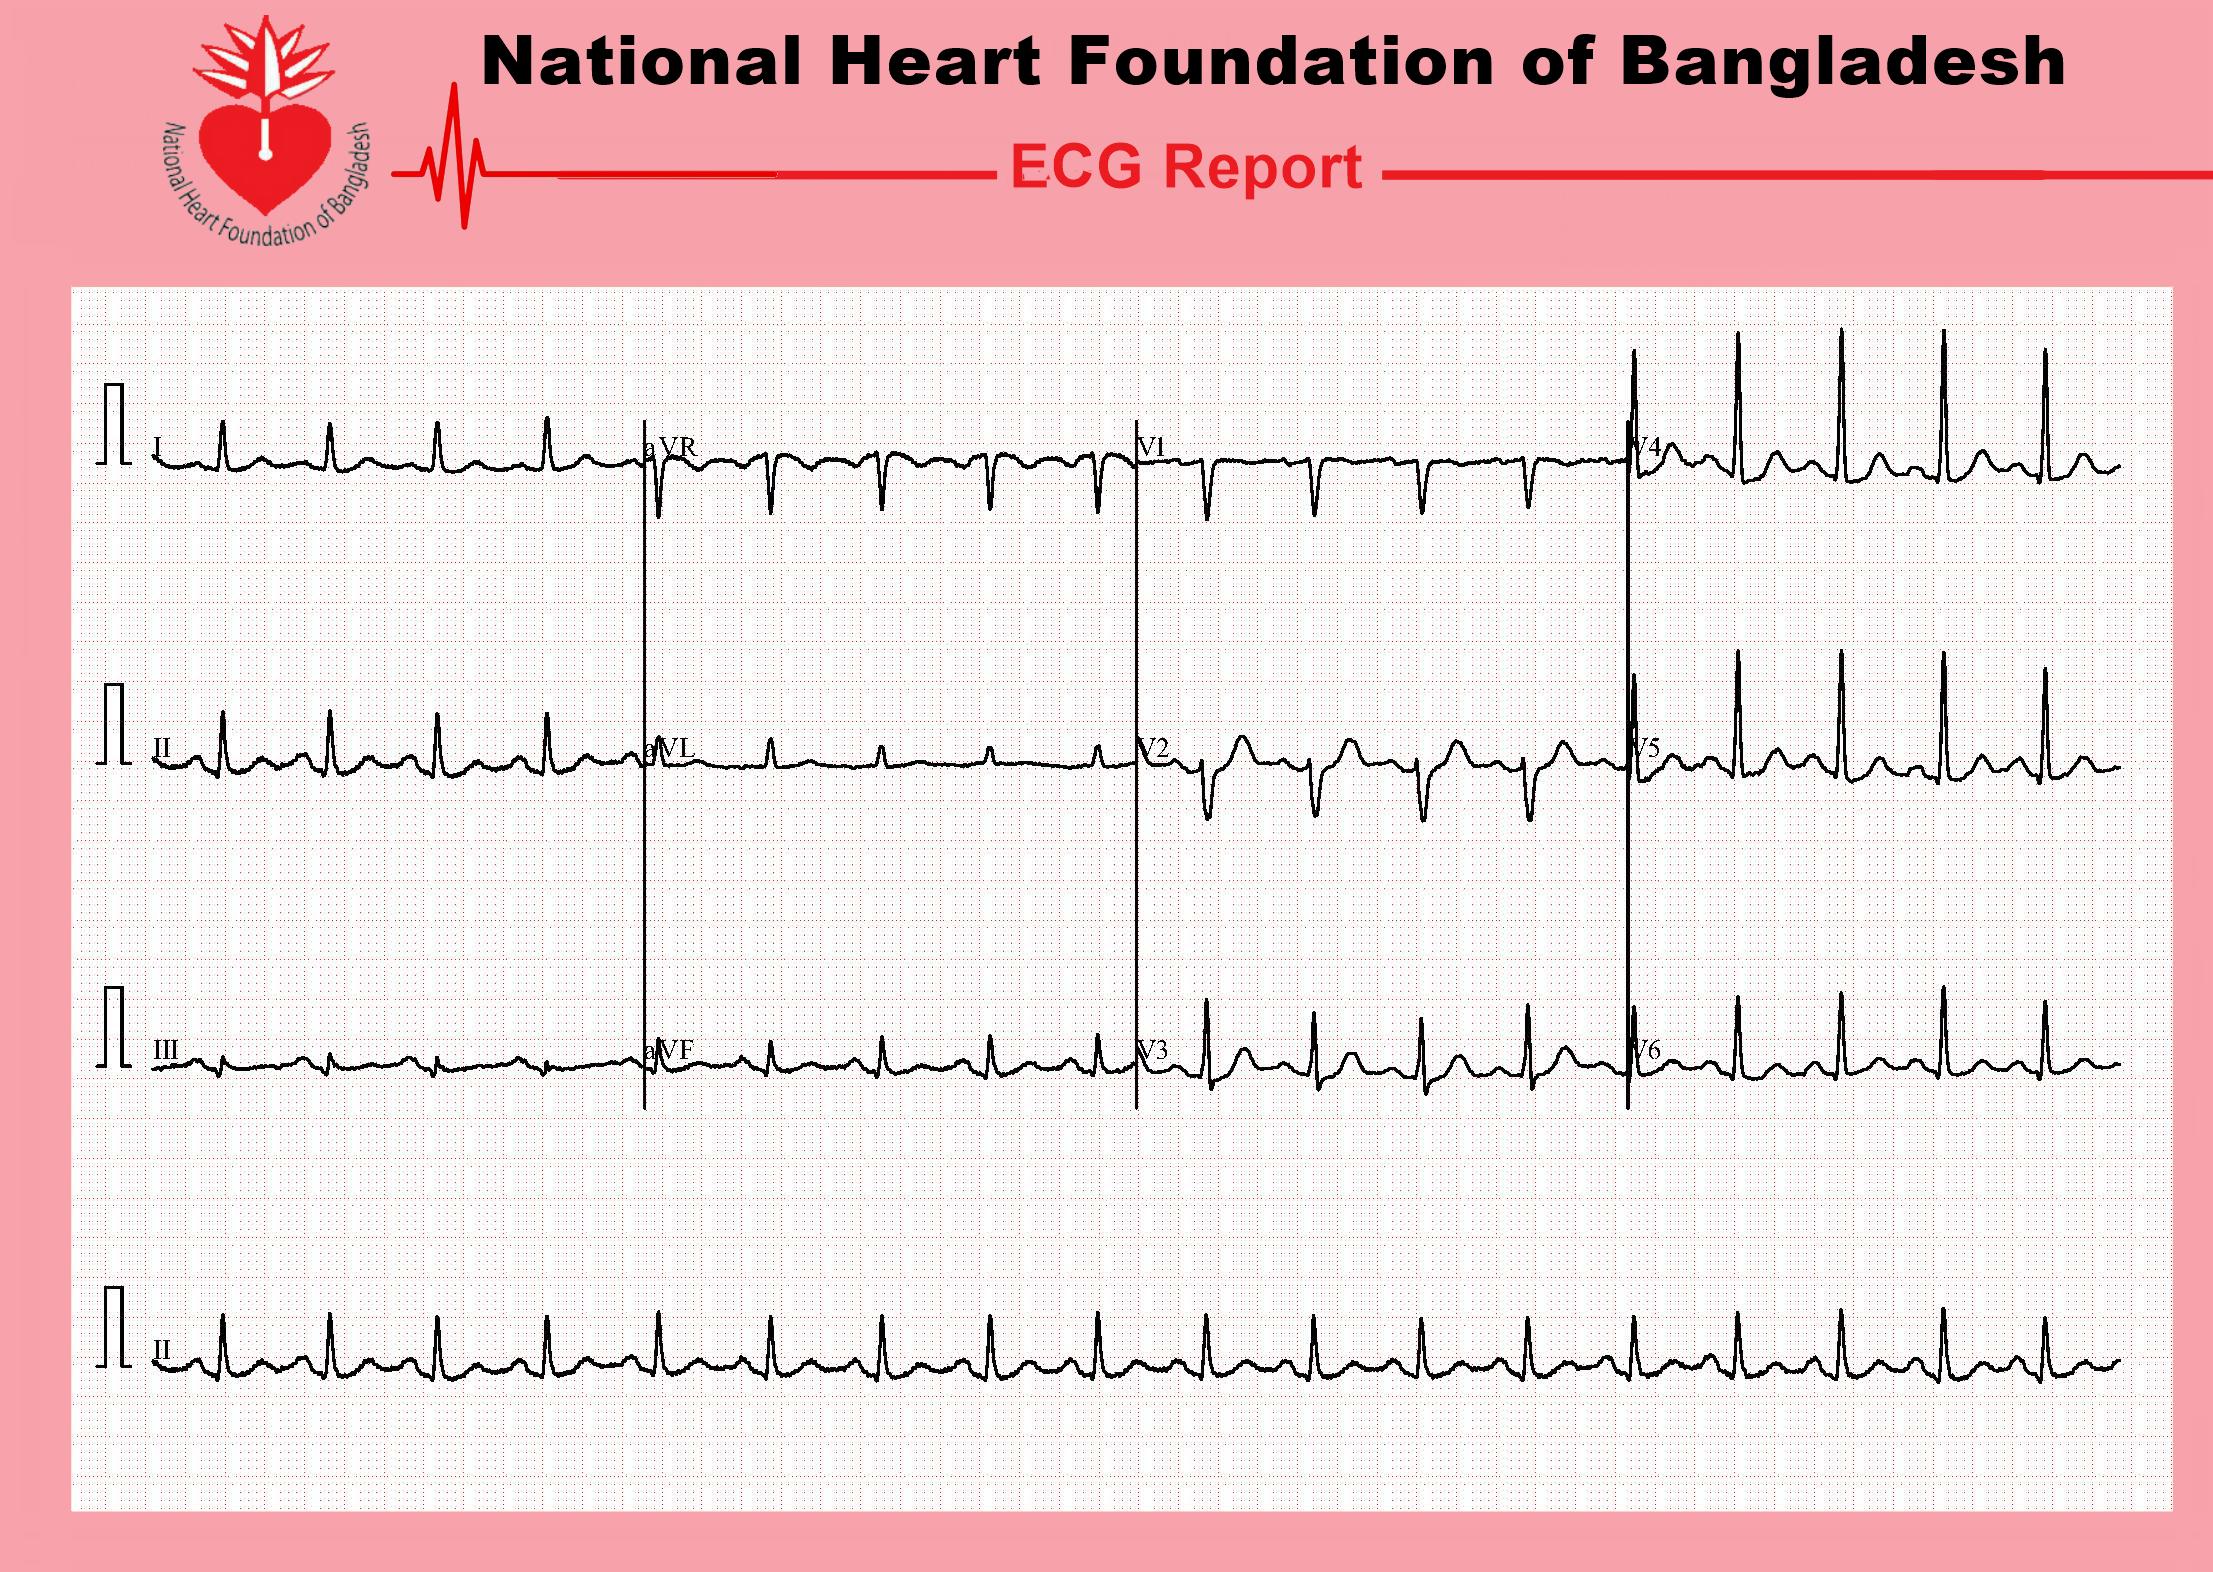 National Heart Foundation of Bangladesh
National Heart Foundation of Bangladesh
ECG Report
I aVR V1 V4
II aVL V2 V5
III aVF V3 V6
II